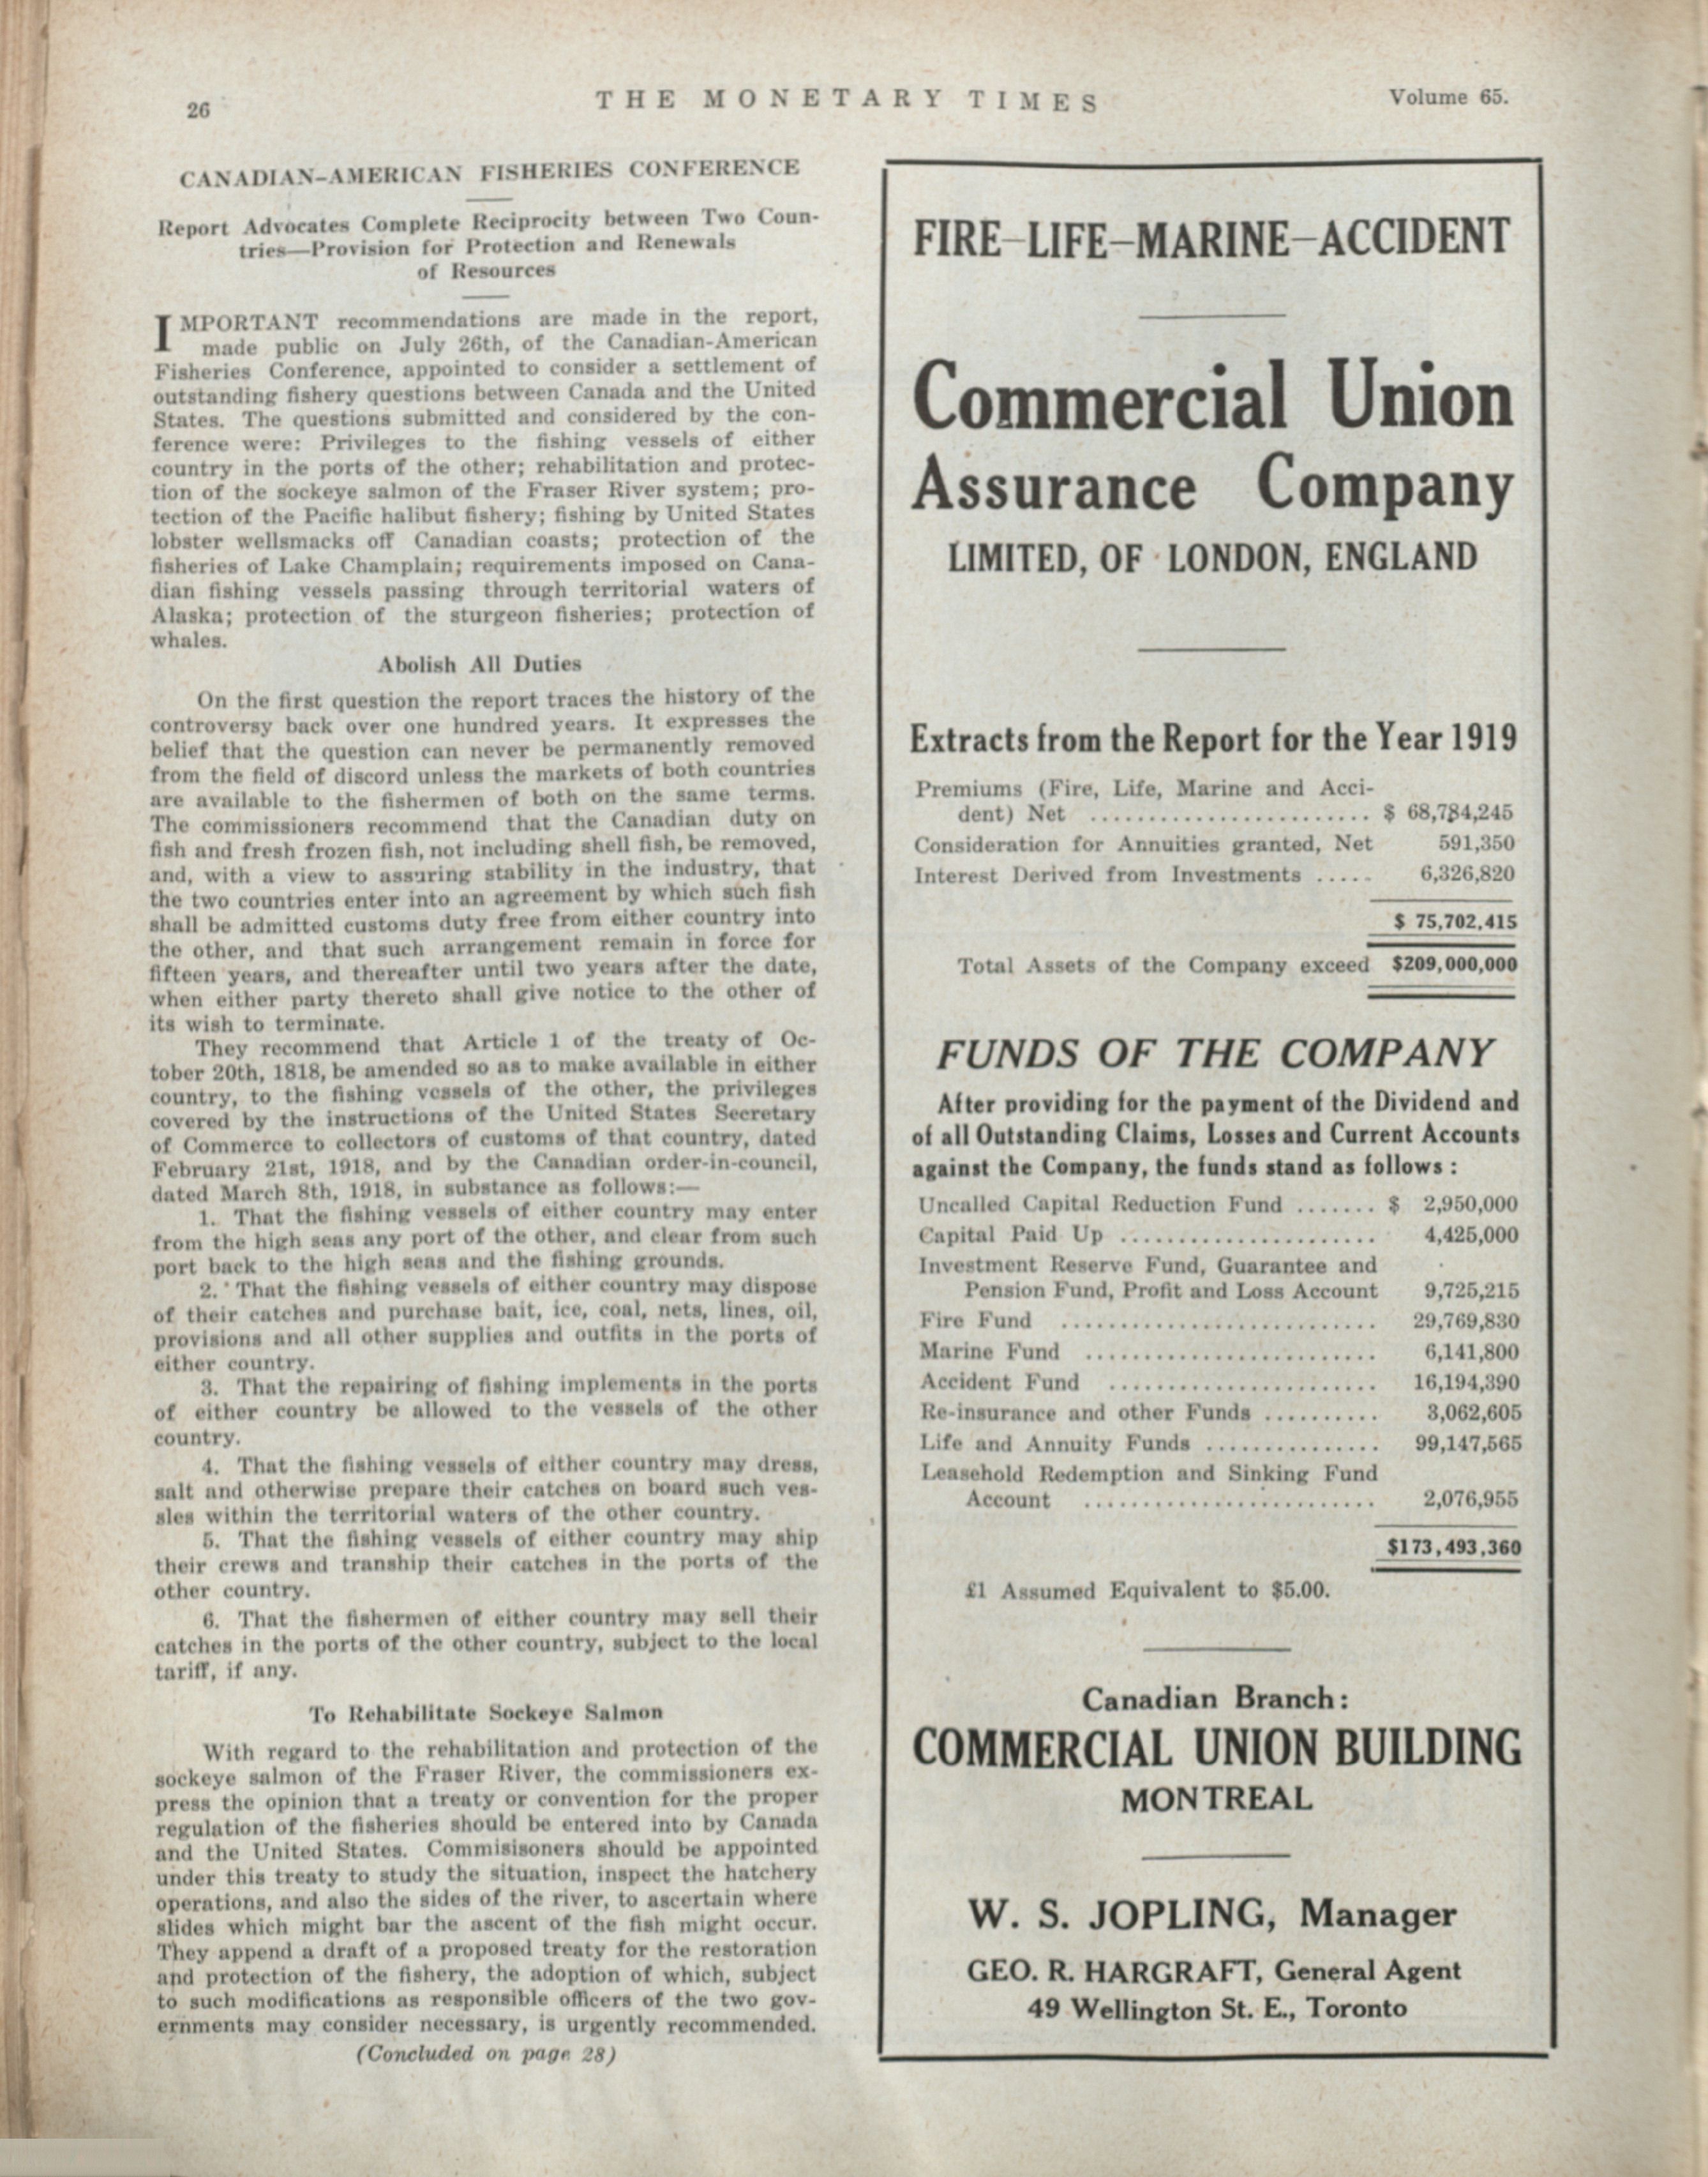 26
THE MONETARY TIMES
Volume 65.
CANADIAN-AMERICAN FISHERIES CONFERENCE
Report Advocates Complete Reciprocity between Two Coun-
tries—Provision for Protection and Renewals
of Resources
IMPORTANT recommendations are made in the report,
made public on July 26th, of the Canadian-American
Fisheries Conference, appointed to consider a settlement of
outstanding fishery questions between Canada and the United
States. The questions submitted and considered by the con-
ference were: Privileges to the fishing vessels of either
country in the ports of the other; rehabilitation and protec-
tion of the sockeye salmon of the Fraser River system; pro-
tection of the Pacific halibut fishery; fishing by United States
lobster wellsmacks off Canadian coasts; protection of the
fisheries of Lake Champlain; requirements imposed on Cana-
dian fishing vessels passing through territorial waters of
Alaska; protection of the sturgeon fisheries; protection of
whales.
Abolish All Duties
On the first question the report traces the history of the
controversy back over one hundred years. It expresses the
belief that the question can never be permanently removed
from the field of discord unless the markets of both countries
are available to the fishermen of both on the same terms.
The commissioners recommend that the Canadian duty on
fish and fresh frozen fish, not including shell fish, be removed,
and, with a view to assuring stability in the industry, that
the two countries enter into an agreement by which such fish
shall be admitted customs duty free from either country into
the other, and that such arrangement remain in force for
fifteen years, and thereafter until two years after the date,
when either party thereto shall give notice to the other of
its wish to terminate.
They recommend that Article 1 of the treaty of Oc-
tober 20th, 1818, be amended so as to make available in either
country, to the fishing vessels of the other, the privileges
covered by the instructions of the United States Secretary
of Commerce to collectors of customs of that country, dated
February 21st, 1918, and by the Canadian order-in-council,
dated March 8th, 1918, in substance as follows:—
1. That the fishing vessels of either country may enter
from the high seas any port of the other, and clear from such
port back to the high seas and the fishing grounds.
2. That the fishing vessels of either country may dispose
of their catches and purchase bait, ice, coal, nets, lines, oil,
provisions and all other supplies and outfits in the ports of
either country.
3. That the repairing of fishing implements in the ports
of either country be allowed to the vessels of the other
country.
4. That the fishing vessels of either country may dress,
salt and otherwise prepare their catches on board such ves-
sles within the territorial waters of the other country.
5. That the fishing vessels of either country may ship
their crews and tranship their catches in the ports of the
other country.
6. That the fishermen of either country may sell their
catches in the ports of the other country, subject to the local
tariff, if any.
To Rehabilitate Sockeye Salmon
With regard to the rehabilitation and protection of the
sockeye salmon of the Fraser River, the commissioners ex-
press the opinion that a treaty or convention for the proper
regulation of the fisheries should be entered into by Canada
and the United States. Commisisoners should be appointed
under this treaty to study the situation, inspect the hatchery
operations, and also the sides of the river, to ascertain where
slides which might bar the ascent of the fish might occur.
They append a draft of a proposed treaty for the restoration
and protection of the fishery, the adoption of which, subject
to such modifications as responsible officers of the two gov-
ernments may consider necessary, is urgently recommended.
(Concluded on page 28)
FIRE—LIFE—MARINE—ACCIDENT
Commercial Union
Assurance Company
LIMITED, OF LONDON, ENGLAND
Extracts from the Report for the Year 1919
Premiums (Fire, Life, Marine and Acci-
dent) Net ........................ $ 68,784,245
Consideration for Annuities granted, Net 591,350
Interest Derived from Investments ..... 6,326,820
$ 75,702,415
Total Assets of the Company exceed $209,000,000
FUNDS OF THE COMPANY
After providing for the payment of the Dividend and
of all Outstanding Claims, Losses and Current Accounts
against the Company, the funds stand as follows:
Uncalled Capital Reduction Fund ....... $ 2,950,000
Capital Paid Up ...................... 4,425,000
Investment Reserve Fund, Guarantee and
Pension Fund, Profit and Loss Account 9,725,215
Fire Fund ........................... 29,769,830
Marine Fund ......................... 6,141,800
Accident Fund ....................... 16,194,390
Re-insurance and other Funds .......... 3,062,605
Life and Annuity Funds ............... 99,147,565
Leasehold Redemption and Sinking Fund
Account ......................... 2,076,955
$173,493,360
£1 Assumed Equivalent to $5.00.
Canadian Branch:
COMMERCIAL UNION BUILDING
MONTREAL
W. S. JOPLING, Manager
GEO. R. HARGRAFT, General Agent
49 Wellington St. E., Toronto